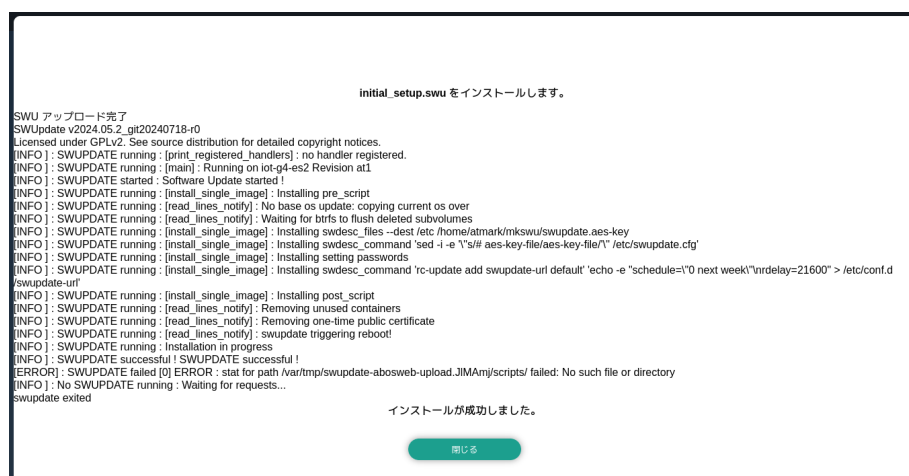 initial_setup.swu をインストールします。
SWU アップロード完了
SWUpdate v2024.05.2_git20240718-r0
Licensed under GPLv2. See source distribution for detailed copyright notices.
[INFO ] : SWUPDATE running : [print_registered_handlers] : no handler registered.
[INFO ] : SWUPDATE running : [main] : Running on iot-g4-es2 Revision at1
[INFO ] : SWUPDATE started : Software Update started !
[INFO ] : SWUPDATE running : [install_single_image] : Installing pre_script
[INFO ] : SWUPDATE running : [read_lines_notify] : No base os update: copying current os over
[INFO ] : SWUPDATE running : [read_lines_notify] : Waiting for btrfs to flush deleted subvolumes
[INFO ] : SWUPDATE running : [install_single_image] : Installing swdesc_files --dest /etc /home/atmark/mkswu/swupdate.aes-key
[INFO ] : SWUPDATE running : [install_single_image] : Installing swdesc_command 'sed -i -e '\''s/# aes-key-file/aes-key-file/'\'' /etc/swupdate.cfg'
[INFO ] : SWUPDATE running : [install_single_image] : Installing setting passwords
[INFO ] : SWUPDATE running : [install_single_image] : Installing swdesc_command 'rc-update add swupdate-url default' 'echo -e "schedule=\"0 next week\"\nrdelay=21600" > /etc/conf.d
/swupdate-url'
[INFO ] : SWUPDATE running : [install_single_image] : Installing post_script
[INFO ] : SWUPDATE running : [read_lines_notify] : Removing unused containers
[INFO ] : SWUPDATE running : [read_lines_notify] : Removing one-time public certificate
[INFO ] : SWUPDATE running : [read_lines_notify] : swupdate triggering reboot!
[INFO ] : SWUPDATE running : Installation in progress
[INFO ] : SWUPDATE successful ! SWUPDATE successful !
[ERROR] : SWUPDATE failed [0] ERROR : stat for path /var/tmp/swupdate-abosweb-upload.JlMAmj/scripts/ failed: No such file or directory
[INFO ] : No SWUPDATE running : Waiting for requests...
swupdate exited
インストールが成功しました。
閉じる